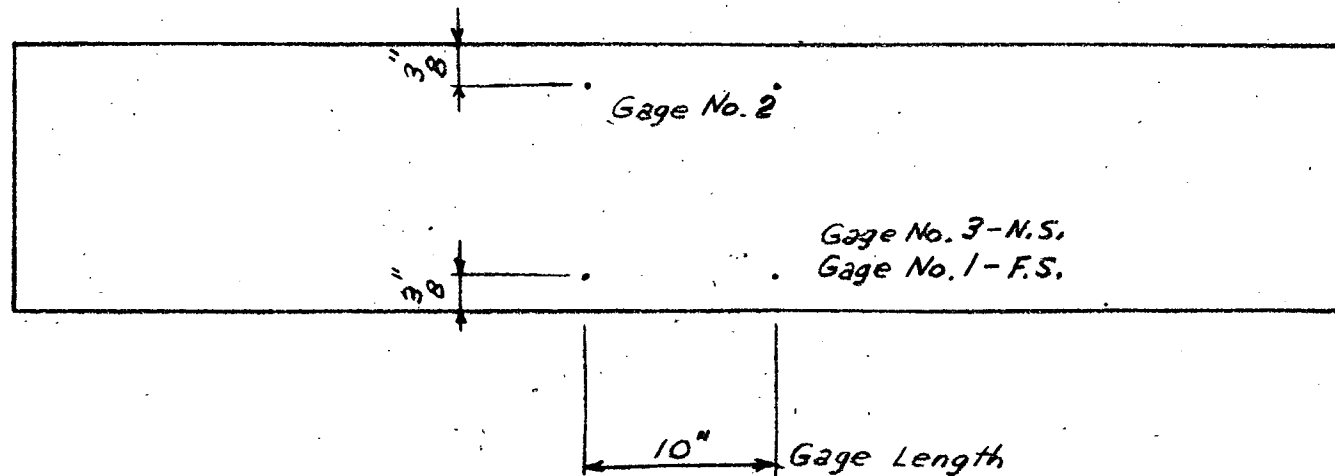 3"
8
Gage No. 2
Gage No. 3-N.S.
Gage No. 1-F.S.
3"
8
10"
Gage Length